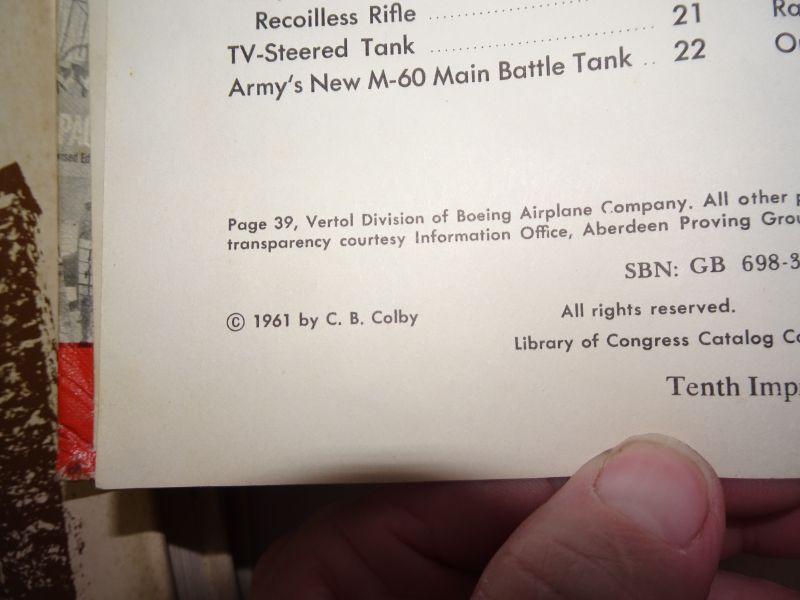 Recoilless Rifle ........................ 21
TV-Steered Tank ........................ 22
Army's New M-60 Main Battle Tank ..
Page 39, Vertol Division of Boeing Airplane Company. All other
transparency courtesy Information Office, Aberdeen Proving
SBN: GB 698-3
© 1961 by C. B. Colby
All rights reserved.
Library of Congress Catalog
Tenth